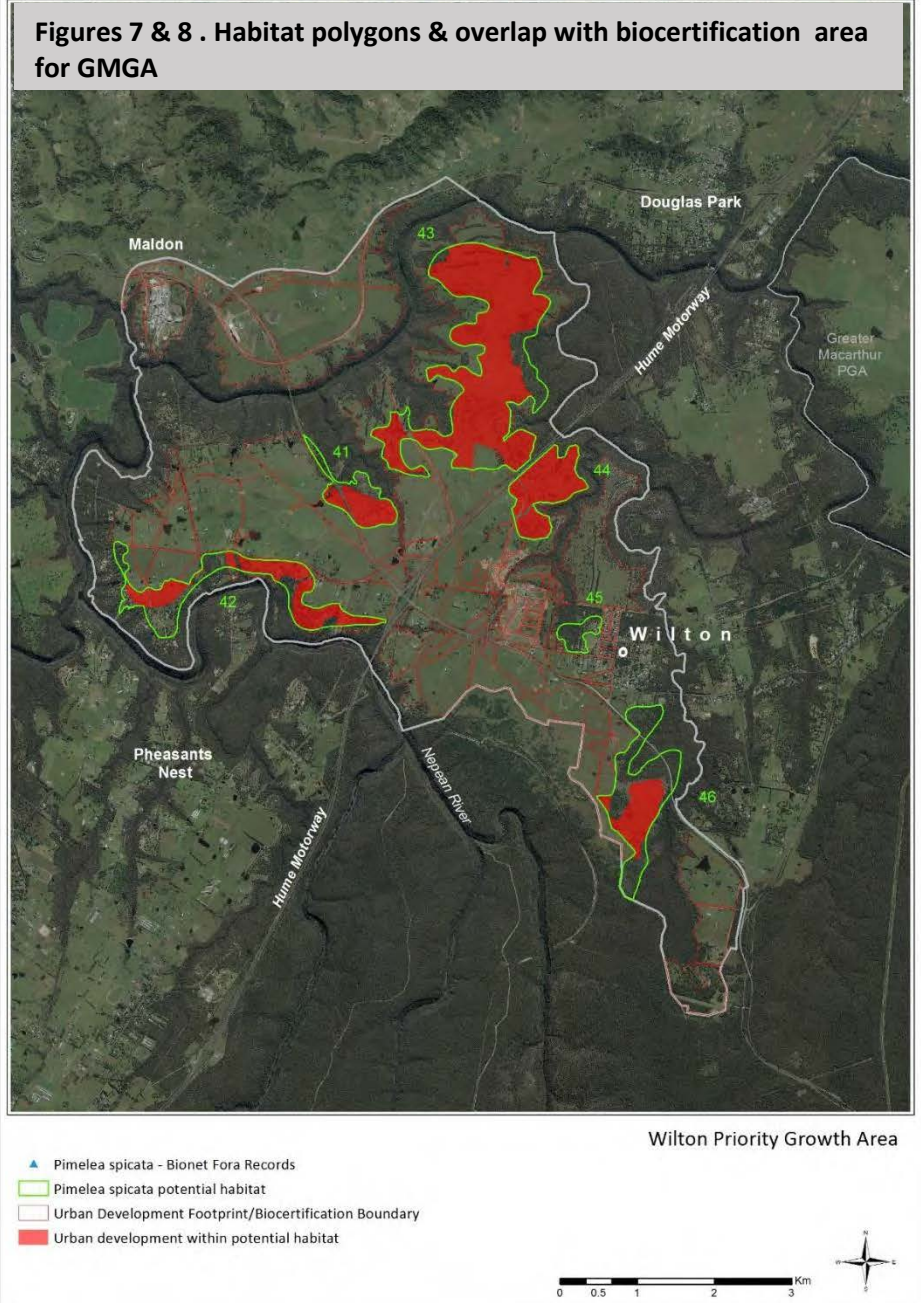 Figures 7 & 8 . Habitat polygons & overlap with biocertification area
for GMGA
Douglas Park
43
Maldon
Hume Motorway
Greater
Macarthur
PGA
41
44
42
45
Wilton
Pheasants
Nest
Nepean River
46
Hume Motorway
Wilton Priority Growth Area
Pimelea spicata - Bionet Fora Records
Pimelea spicata potential habitat
Urban Development Footprint/Biocertification Boundary
Urban development within potential habitat
N
W
E
S
Km
0 0.5 1 2 3